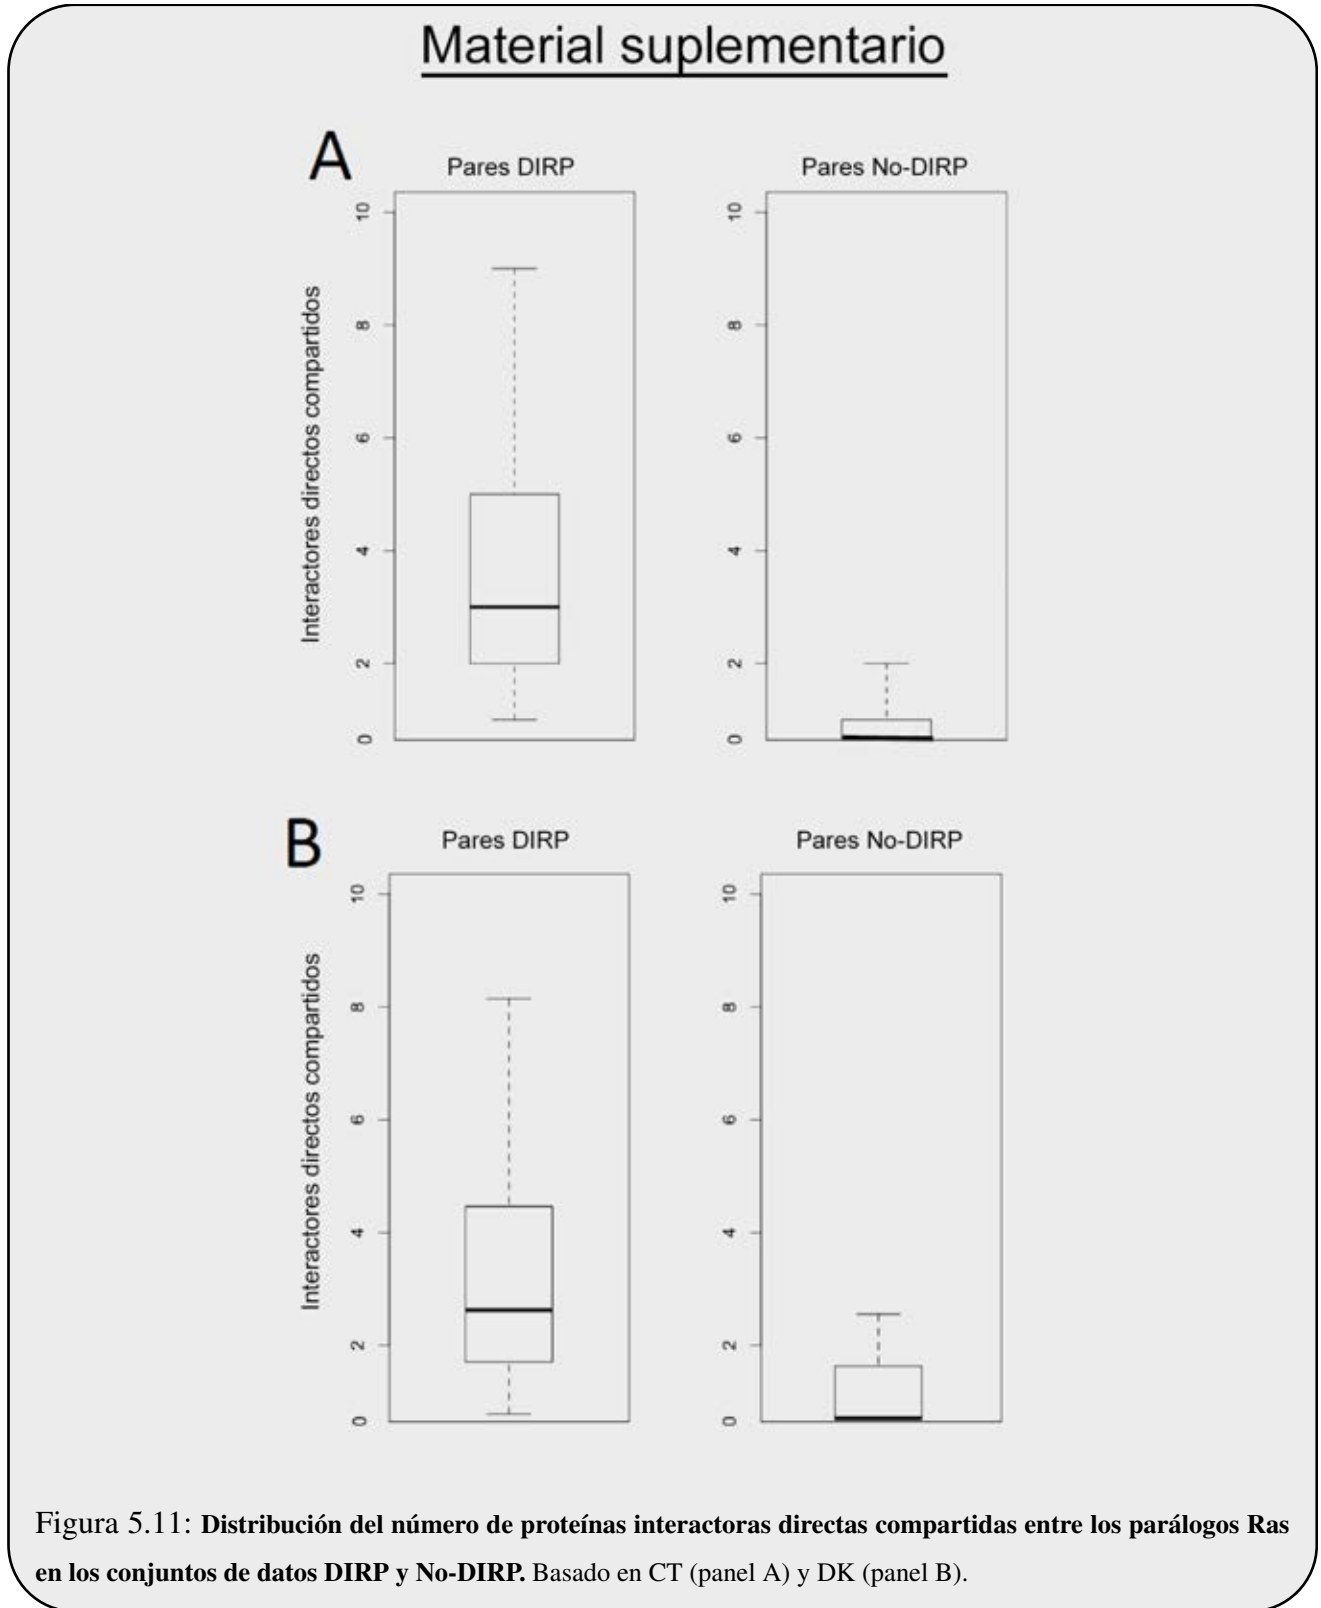 Material suplementario
A
Pares DIRP
Pares No-DIRP
Interactores directos compartidos
10
8
6
4
2
0
10
8
6
4
2
0
B
Pares DIRP
Pares No-DIRP
Interactores directos compartidos
10
8
6
4
2
0
10
8
6
4
2
0
Figura 5.11: Distribución del número de proteínas interactoras directas compartidas entre los parálogos Ras
en los conjuntos de datos DIRP y No-DIRP. Basado en CT (panel A) y DK (panel B).